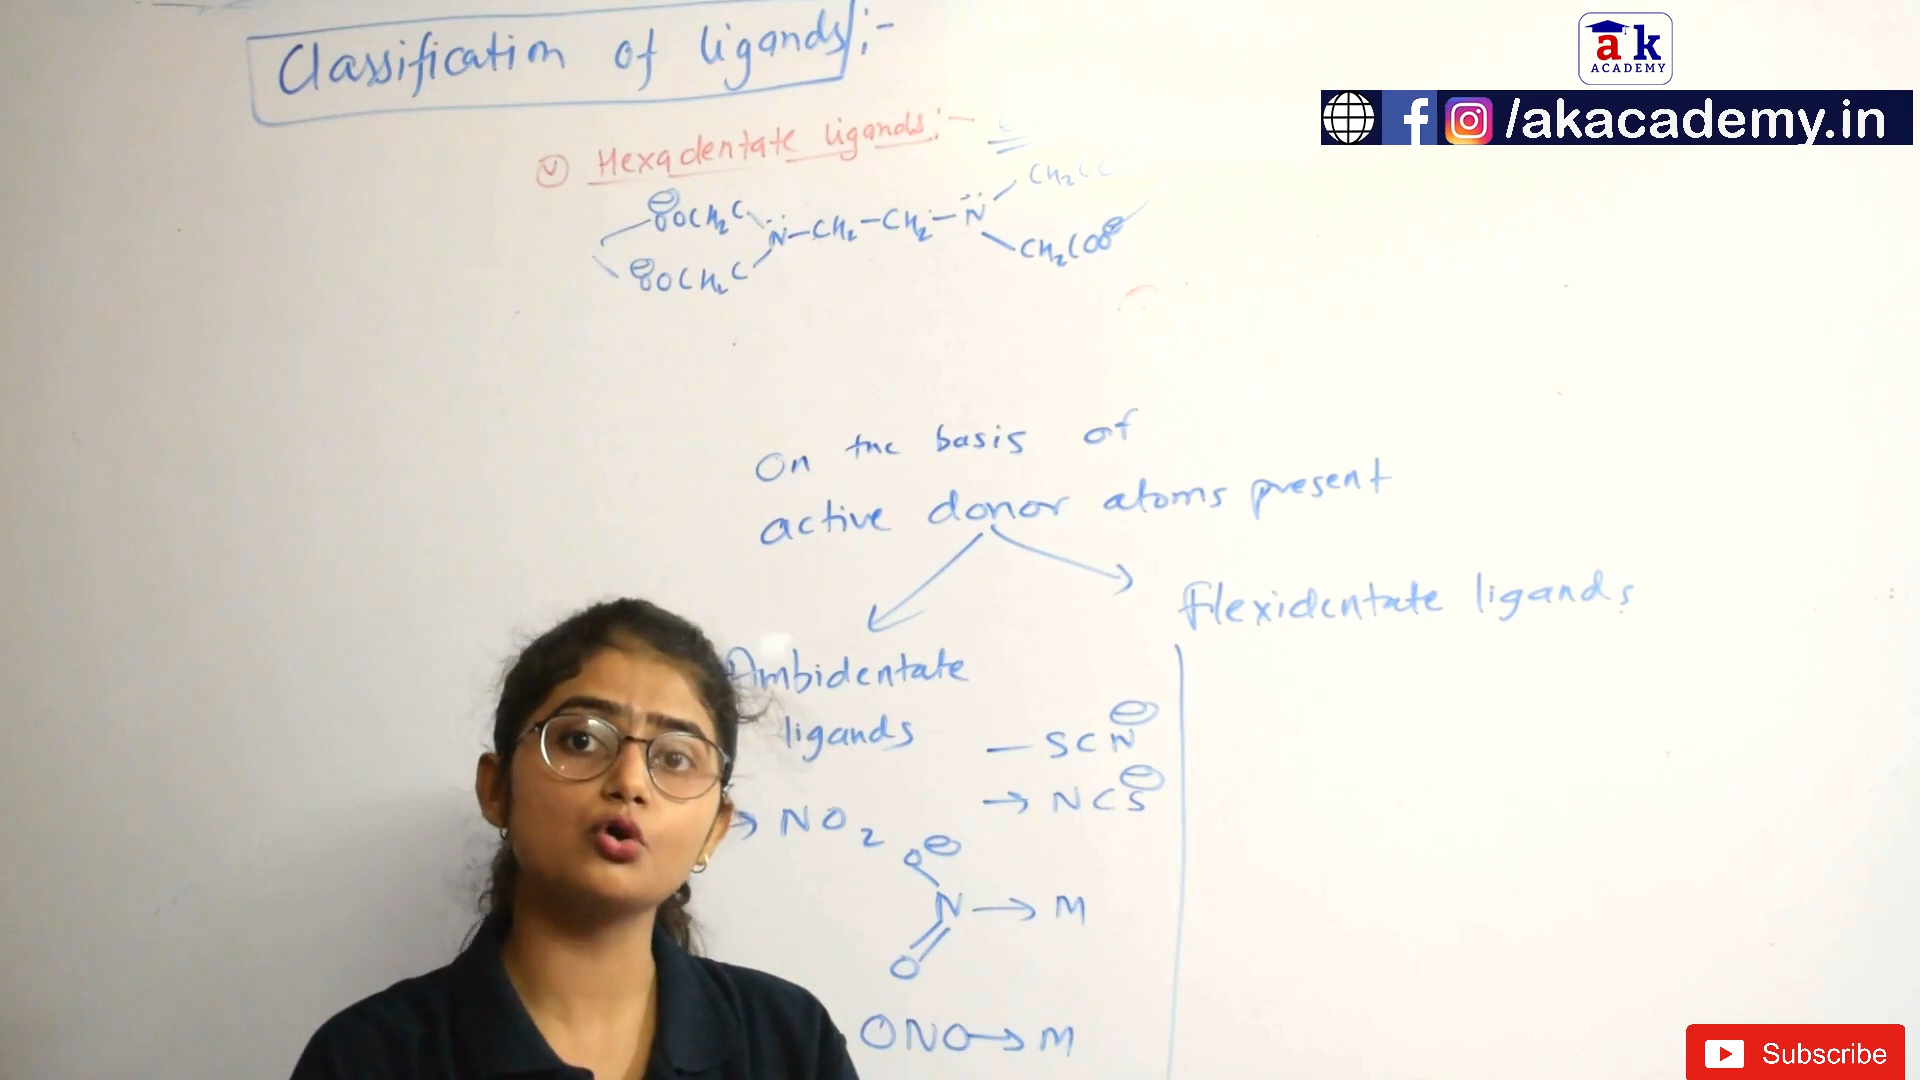 Classification of ligands:-
ak
ACADEMY
/akacademy.in
v Hexadentate ligands:-
⊖OOCH₂C
N̈-CH₂-CH₂-N̈
CH₂C
CH₂COO⊖
⊖OOCH₂C
On the basis of
active donor atoms present
flexidentate ligands
Ambidentate
ligands
— SCN⊖
→ NCS⊖
→ NO₂
O⊖
N → M
O
ONO → M
Subscribe